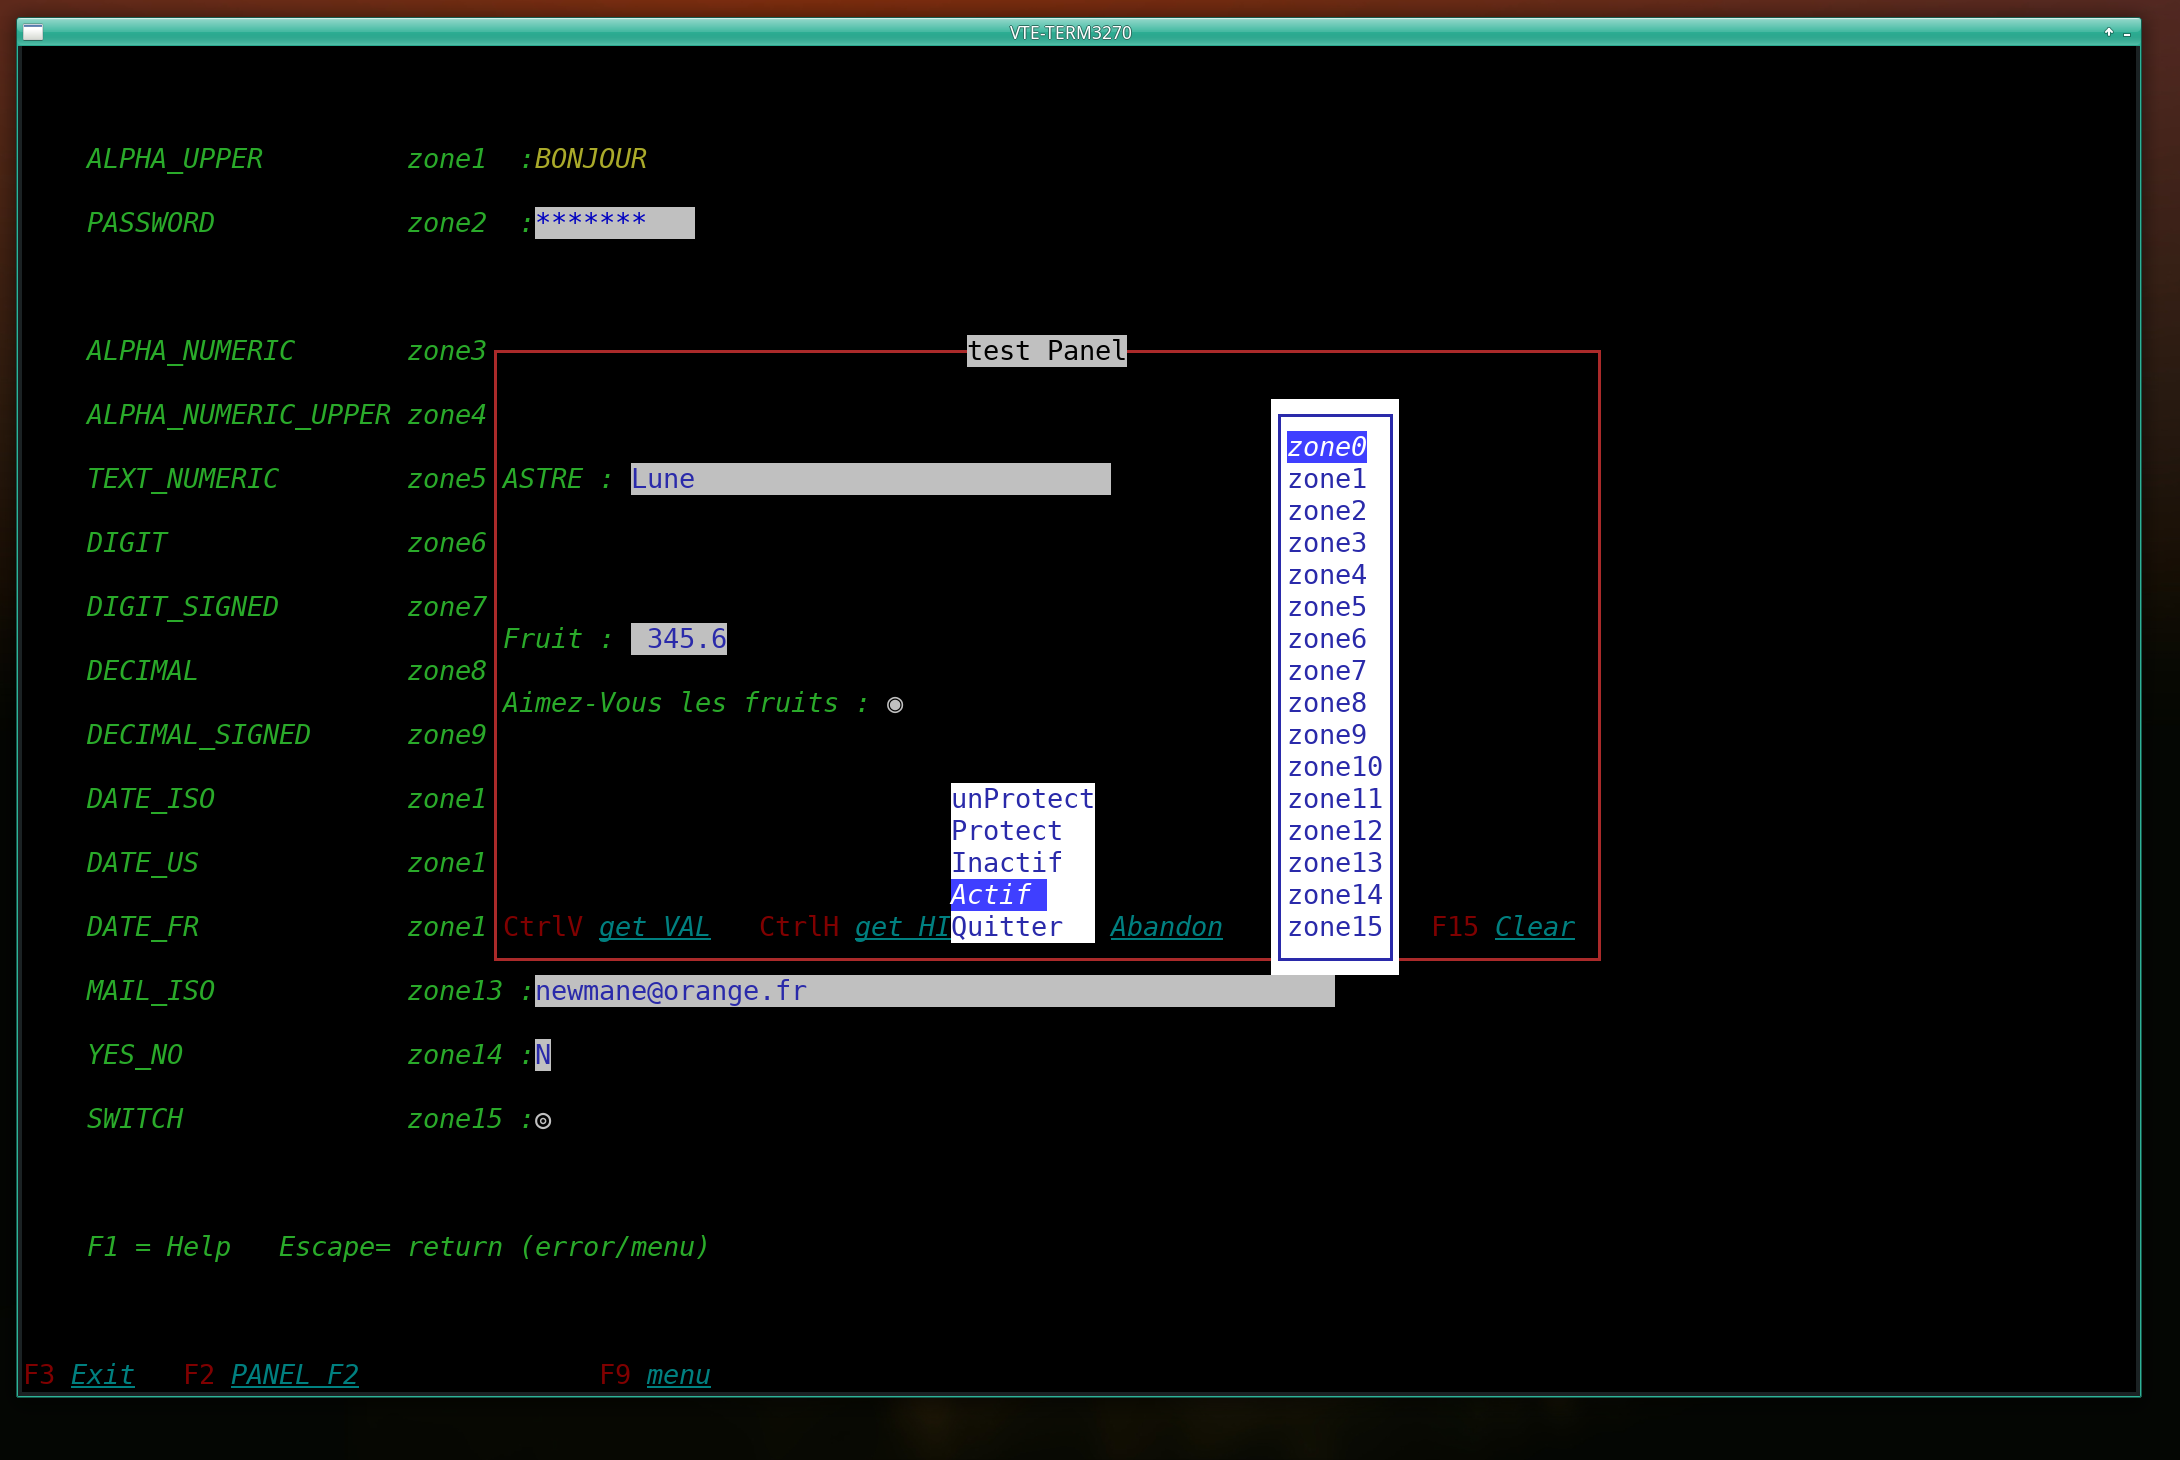 VTE-TERM3270
ALPHA_UPPER zone1 :BONJOUR
PASSWORD zone2 :*******
ALPHA_NUMERIC zone3 test Panel
ALPHA_NUMERIC_UPPER zone4
zone0
TEXT_NUMERIC zone5 ASTRE : Lune zone1
zone2
DIGIT zone6 zone3
zone4
DIGIT_SIGNED zone7 zone5
Fruit : 345.6 zone6
DECIMAL zone8 zone7
Aimez-Vous les fruits : ◉ zone8
DECIMAL_SIGNED zone9 zone9
zone10
DATE_ISO zone1 unProtect zone11
Protect zone12
DATE_US zone1 Inactif zone13
Actif zone14
DATE_FR zone1 CtrlV get VAL CtrlH get HI Quitter Abandon zone15 F15 Clear
MAIL_ISO zone13 :newmane@orange.fr
YES_NO zone14 :N
SWITCH zone15 :◎
F1 = Help Escape= return (error/menu)
F3 Exit F2 PANEL F2 F9 menu